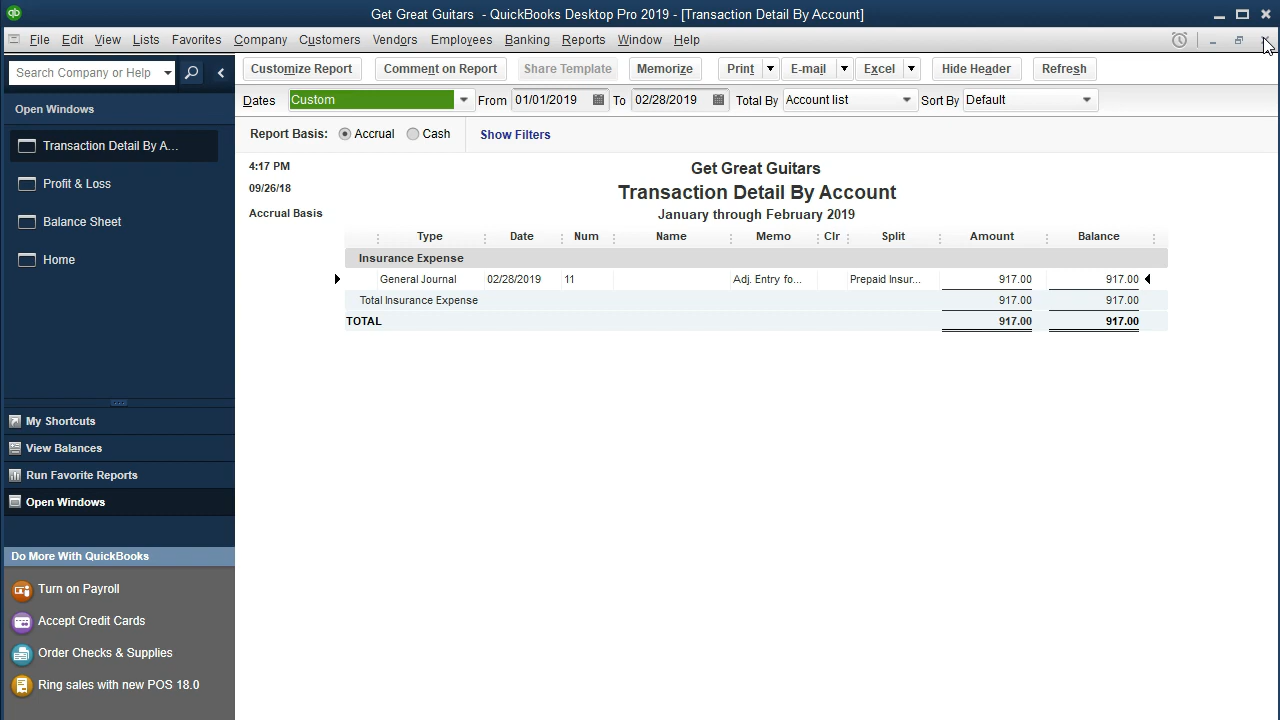 Get Great Guitars - QuickBooks Desktop Pro 2019 - [Transaction Detail By Account]
File Edit View Lists Favorites Company Customers Vendors Employees Banking Reports Window Help
Search Company or Help
Customize Report Comment on Report Share Template Memorize Print E-mail Excel Hide Header Refresh
Dates Custom From 01/01/2019 To 02/28/2019 Total By Account list Sort By Default
Report Basis: Accrual Cash Show Filters
Open Windows
Transaction Detail By A...
Profit & Loss
Balance Sheet
Home
My Shortcuts
View Balances
Run Favorite Reports
Open Windows
Do More With QuickBooks
Turn on Payroll
Accept Credit Cards
Order Checks & Supplies
Ring sales with new POS 18.0
4:17 PM
09/26/18
Accrual Basis
Get Great Guitars
Transaction Detail By Account
January through February 2019
Type Date Num Name Memo Clr Split Amount Balance
Insurance Expense
General Journal 02/28/2019 11 Adj. Entry fo... Prepaid Insur... 917.00 917.00
Total Insurance Expense 917.00 917.00
TOTAL 917.00 917.00